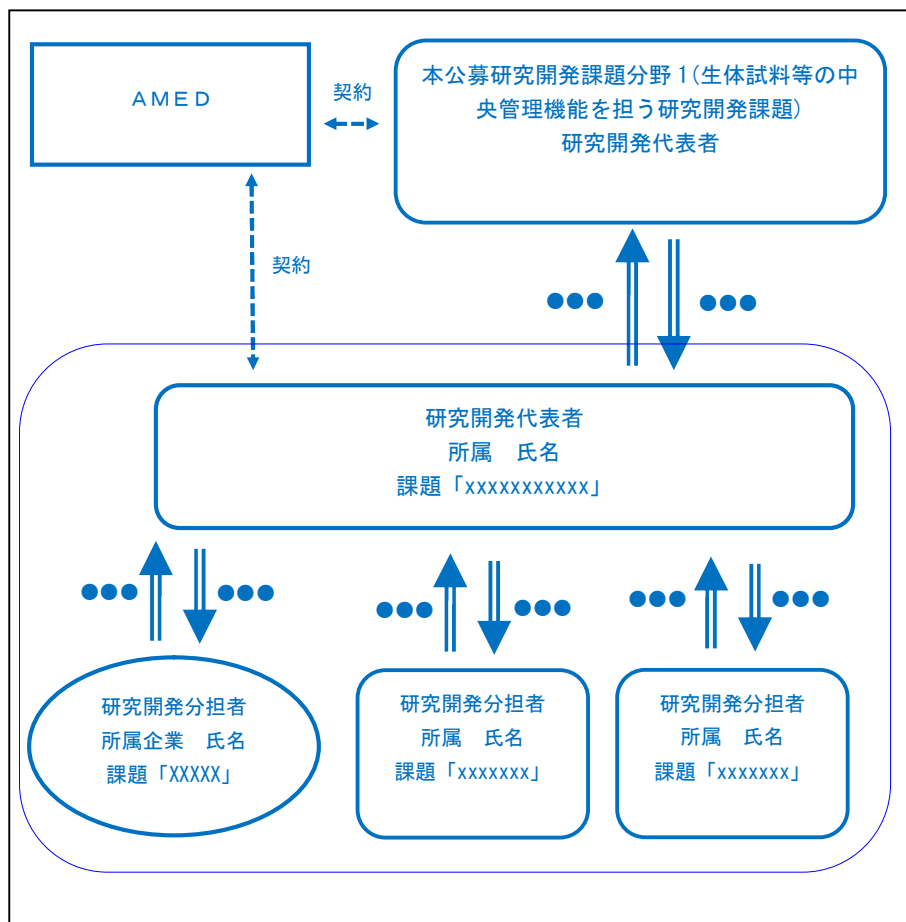 ＡＭＥＤ
契約
本公募研究開発課題分野１(生体試料等の中
央管理機能を担う研究開発課題)
研究開発代表者
契約
●●●
●●●
研究開発代表者
所属　氏名
課題「xxxxxxxxxxx」
●●●
●●●
●●●
●●●
●●●
●●●
研究開発分担者
所属企業　氏名
課題「XXXXX」
研究開発分担者
所属　氏名
課題「xxxxxxx」
研究開発分担者
所属　氏名
課題「xxxxxxx」